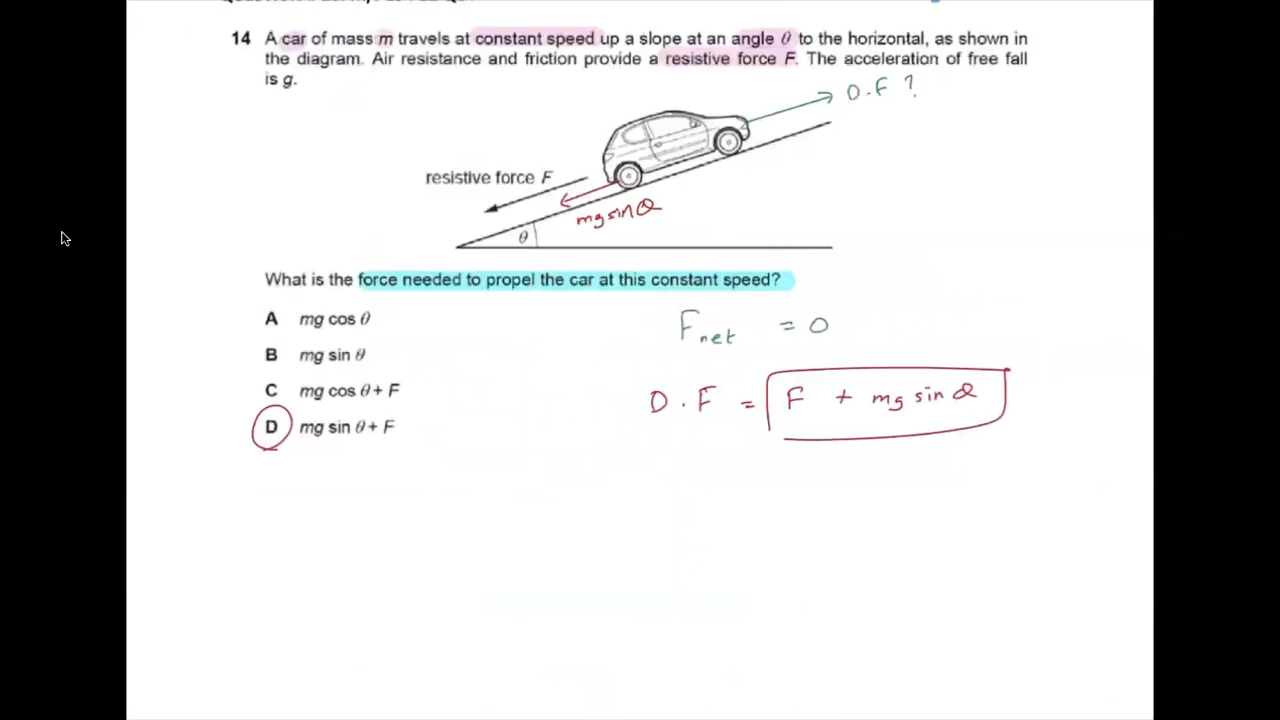 14 A car of mass m travels at constant speed up a slope at an angle θ to the horizontal, as shown in
the diagram. Air resistance and friction provide a resistive force F. The acceleration of free fall
is g.
D.F ?
resistive force F
mg sin θ
θ
What is the force needed to propel the car at this constant speed?
A mg cos θ
B mg sin θ
C mg cos θ + F
D mg sin θ + F
F net = 0
D.F = F + mg sin θ